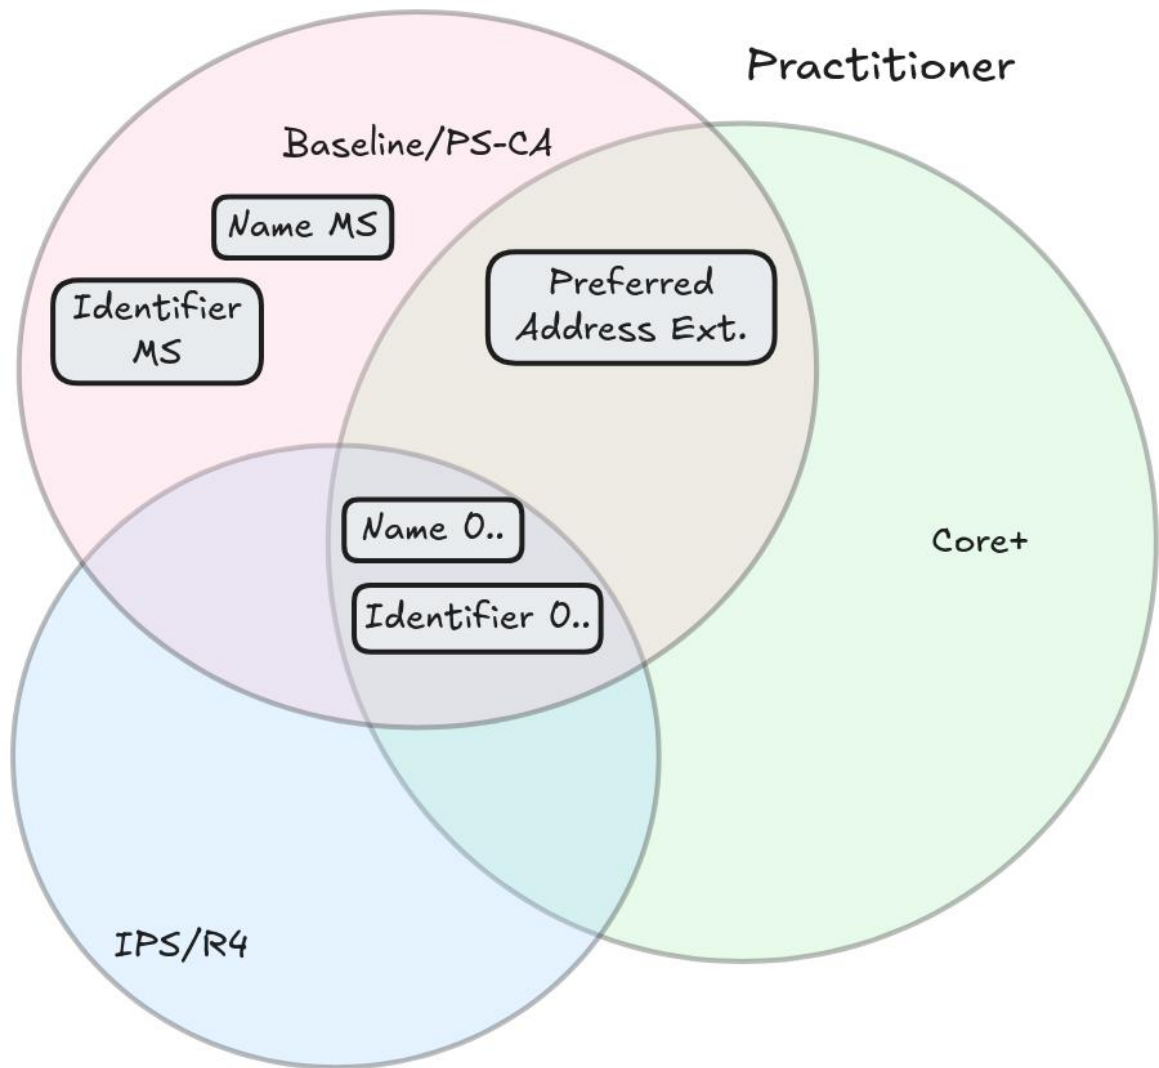 Practitioner
Baseline/PS-CA
Name MS
Identifier
MS
Preferred
Address Ext.
Name 0..
Identifier 0..
Core+
IPS/R4